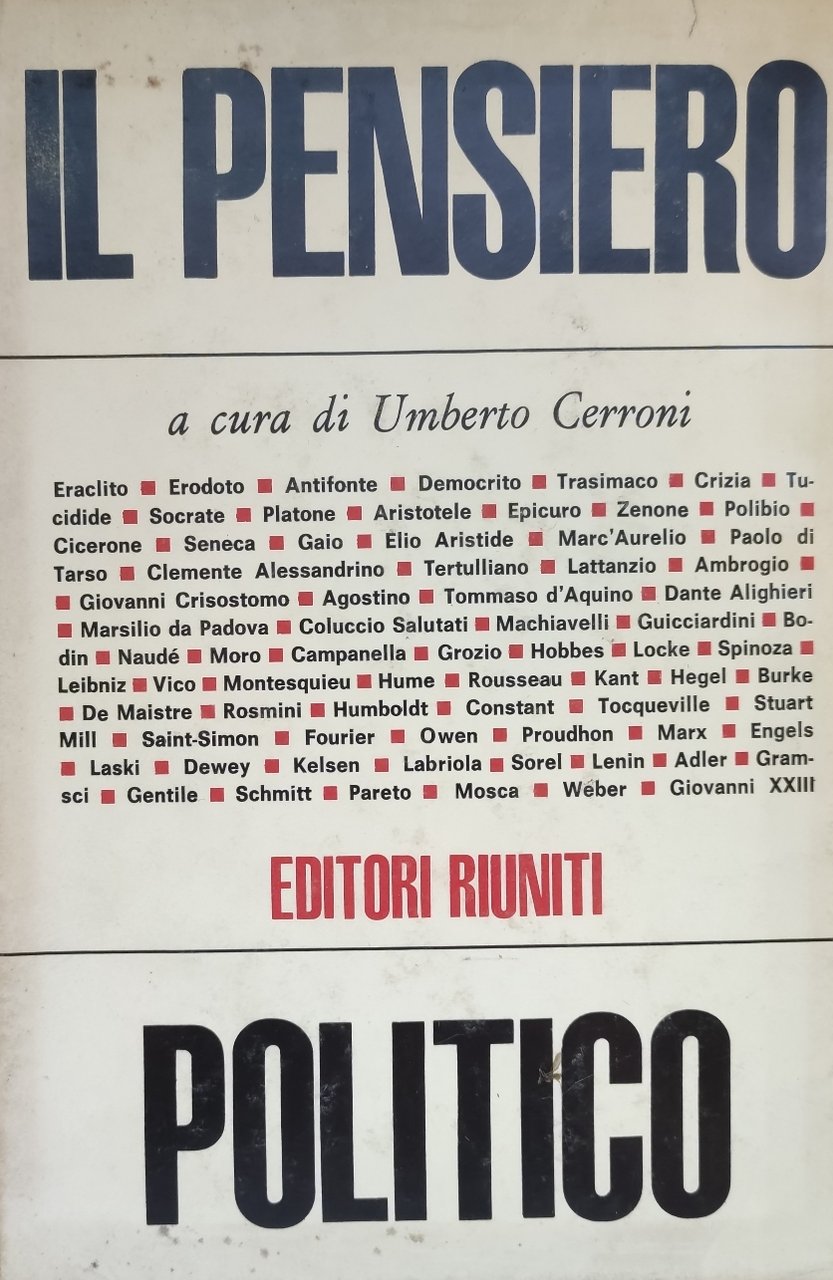 IL PENSIERO
a cura di Umberto Cerroni
Eraclito ■ Erodoto ■ Antifonte ■ Democrito ■ Trasimaco ■ Crizia ■ Tu-
cidide ■ Socrate ■ Platone ■ Aristotele ■ Epicuro ■ Zenone ■ Polibio ■
Cicerone ■ Seneca ■ Gaio ■ Elio Aristide ■ Marc'Aurelio ■ Paolo di
Tarso ■ Clemente Alessandrino ■ Tertulliano ■ Lattanzio ■ Ambrogio ■
■ Giovanni Crisostomo ■ Agostino ■ Tommaso d'Aquino ■ Dante Alighieri
■ Marsilio da Padova ■ Coluccio Salutati ■ Machiavelli ■ Guicciardini ■ Bo-
din ■ Naudé ■ Moro ■ Campanella ■ Grozio ■ Hobbes ■ Locke ■ Spinoza ■
Leibniz ■ Vico ■ Montesquieu ■ Hume ■ Rousseau ■ Kant ■ Hegel ■ Burke
■ De Maistre ■ Rosmini ■ Humboldt ■ Constant ■ Tocqueville ■ Stuart
Mill ■ Saint-Simon ■ Fourier ■ Owen ■ Proudhon ■ Marx ■ Engels
■ Laski ■ Dewey ■ Kelsen ■ Labriola ■ Sorel ■ Lenin ■ Adler ■ Gram-
sci ■ Gentile ■ Schmitt ■ Pareto ■ Mosca ■ Weber ■ Giovanni XXIII
EDITORI RIUNITI
POLITICO